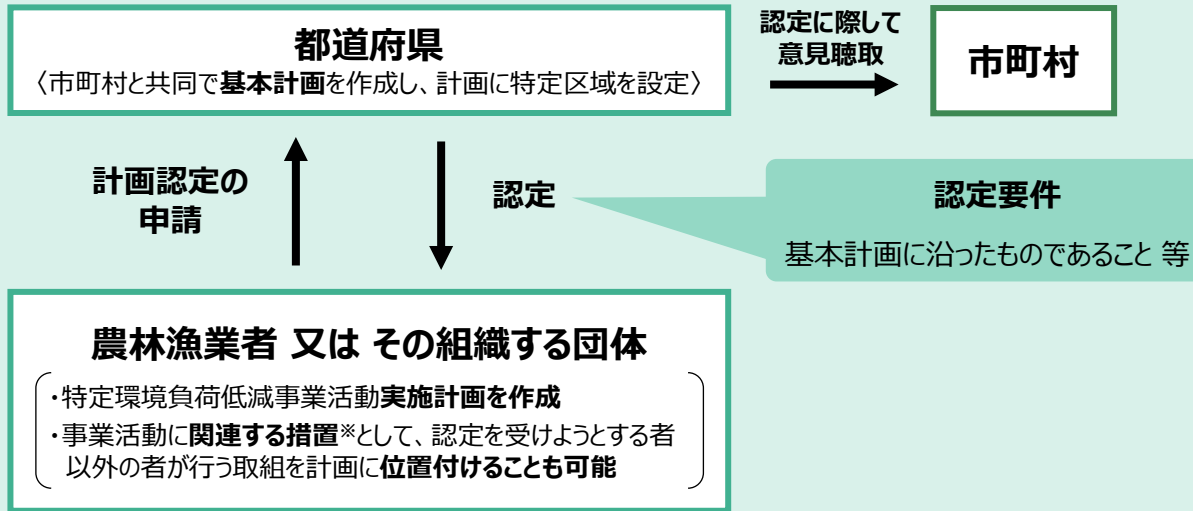 都道府県
〈市町村と共同で基本計画を作成し、計画に特定区域を設定〉
認定に際して
意見聴取
市町村
計画認定の
申請
認定
認定要件
基本計画に沿ったものであること 等
農林漁業者 又は その組織する団体
・特定環境負荷低減事業活動実施計画を作成
・事業活動に関連する措置※として、認定を受けようとする者
以外の者が行う取組を計画に位置付けることも可能